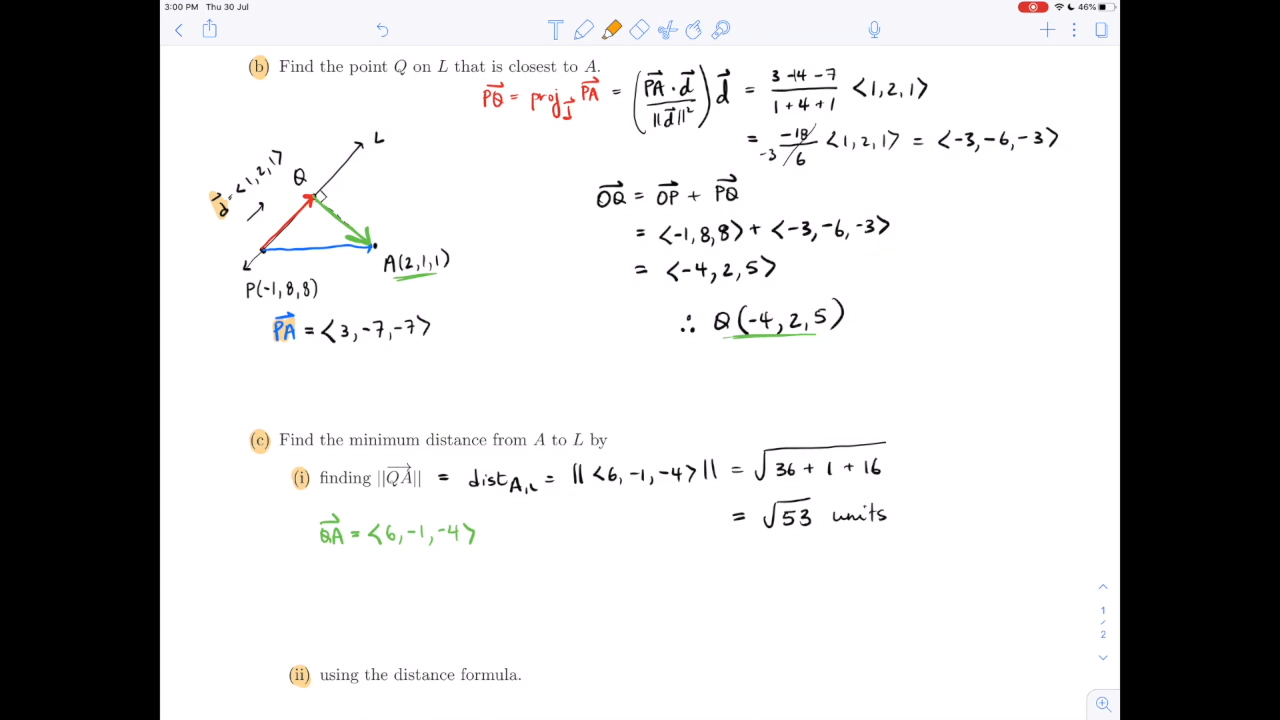 3:00 PM Thu 30 Jul
46%
(b) Find the point Q on L that is closest to A.
PQ⃗ = proj_d⃗ PA⃗ = (PA⃗ · d⃗ / ||d⃗||²) d⃗ = (3 - 14 - 7)/(1 + 4 + 1) <1, 2, 1>
= -18/6 <1, 2, 1> = <-3, -6, -3>
-3
L
Q
d⃗ = <1, 2, 1>
A(2, 1, 1)
P(-1, 8, 8)
PA⃗ = <3, -7, -7>
OQ⃗ = OP⃗ + PQ⃗
= <-1, 8, 8> + <-3, -6, -3>
= <-4, 2, 5>
∴ Q(-4, 2, 5)
(c) Find the minimum distance from A to L by
(i) finding ||QA⃗|| = dist_A,L = ||<6, -1, -4>|| = √(36 + 1 + 16)
= √53 units
QA⃗ = <6, -1, -4>
(ii) using the distance formula.
1
/
2